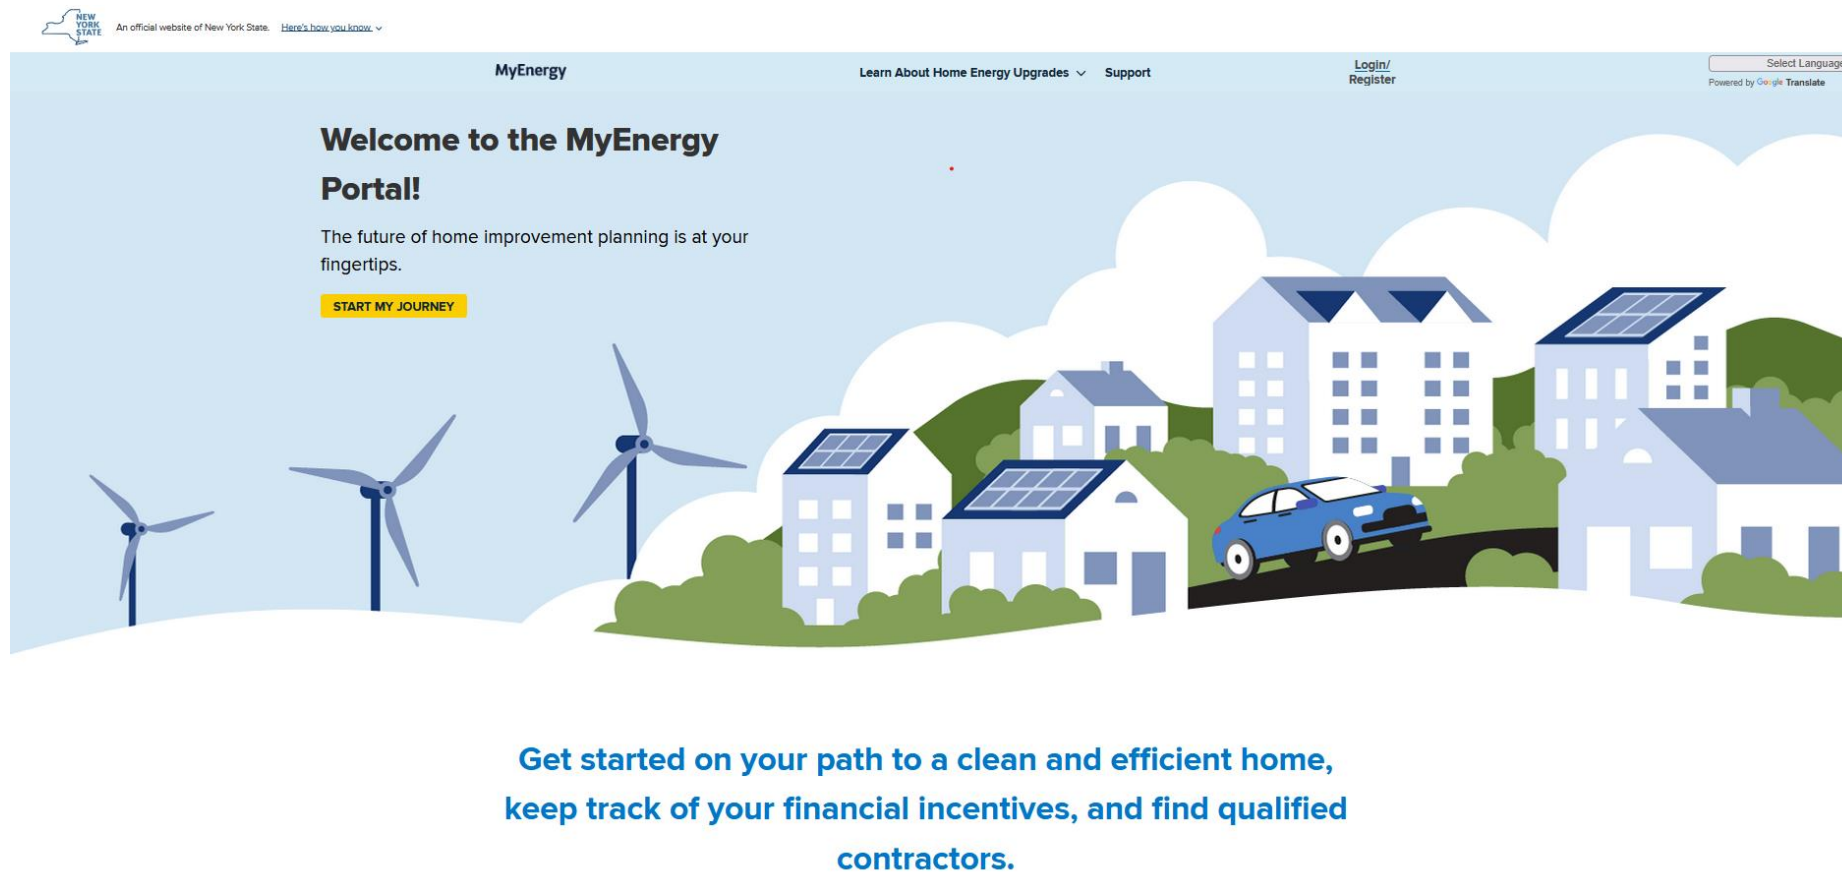 NEW
YORK
STATE
An official website of New York State. Here's how you know
MyEnergy
Learn About Home Energy Upgrades
Support
Login/
Register
Select Language
Powered by Google Translate
Welcome to the MyEnergy
Portal!
The future of home improvement planning is at your
fingertips.
START MY JOURNEY
Get started on your path to a clean and efficient home,
keep track of your financial incentives, and find qualified
contractors.